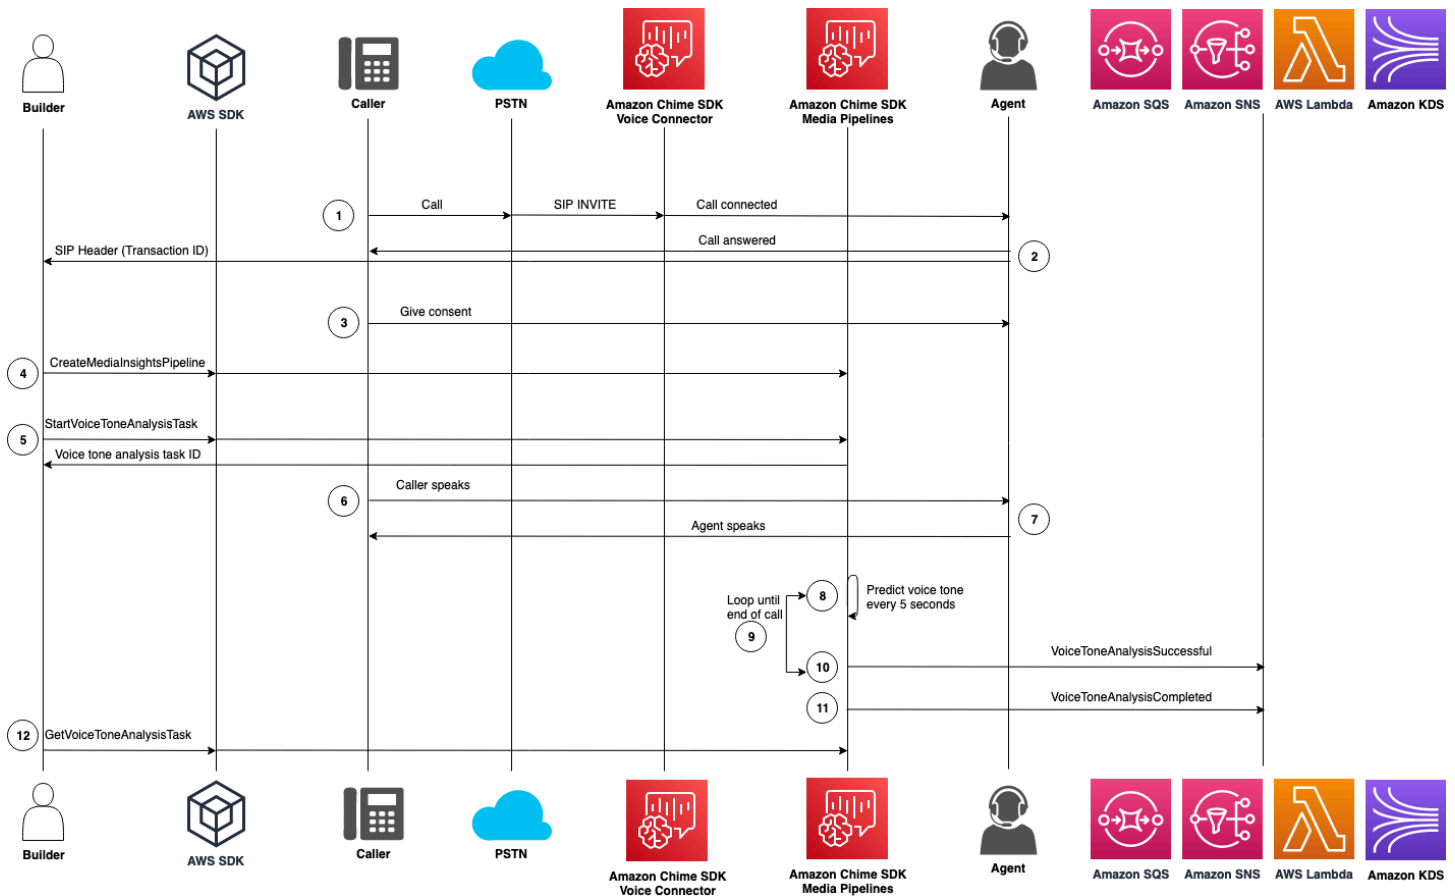 Builder
AWS SDK
Caller
PSTN
Amazon Chime SDK
Voice Connector
Amazon Chime SDK
Media Pipelines
Agent
Amazon SQS
Amazon SNS
AWS Lambda
Amazon KDS
1
Call
SIP INVITE
Call connected
Call answered
2
SIP Header (Transaction ID)
3
Give consent
4
CreateMediaInsightsPipeline
5
StartVoiceToneAnalysisTask
Voice tone analysis task ID
6
Caller speaks
7
Agent speaks
8
Predict voice tone
every 5 seconds
Loop until
end of call
9
10
VoiceToneAnalysisSuccessful
11
VoiceToneAnalysisCompleted
12
GetVoiceToneAnalysisTask
Builder
AWS SDK
Caller
PSTN
Amazon Chime SDK
Voice Connector
Amazon Chime SDK
Media Pipelines
Agent
Amazon SQS
Amazon SNS
AWS Lambda
Amazon KDS